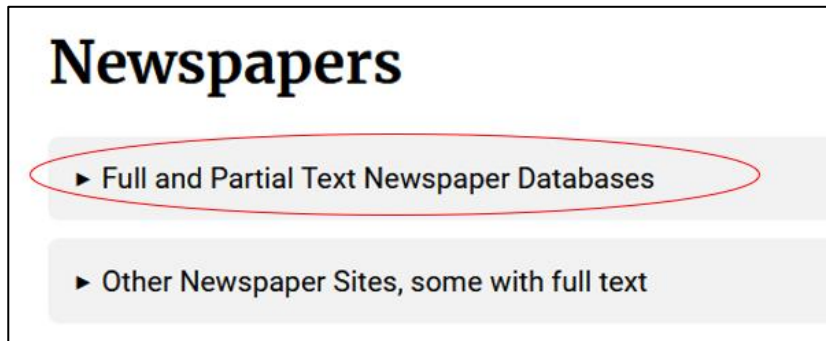 Newspapers
► Full and Partial Text Newspaper Databases
► Other Newspaper Sites, some with full text